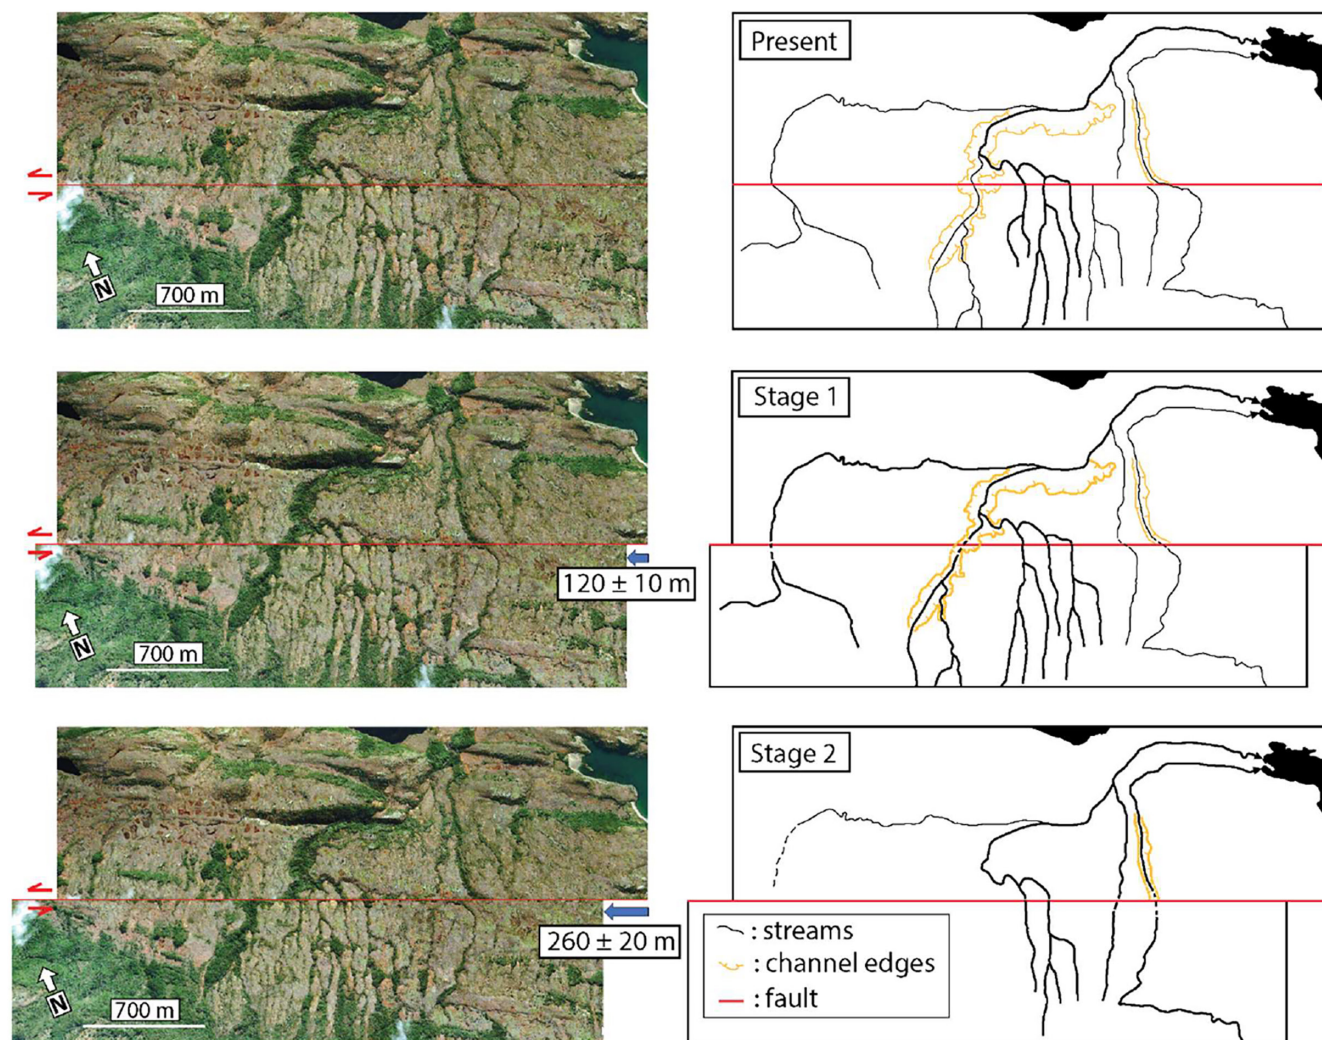 Present
N
700 m
Stage 1
120 ± 10 m
N
700 m
Stage 2
260 ± 20 m
N
700 m
: streams
: channel edges
: fault